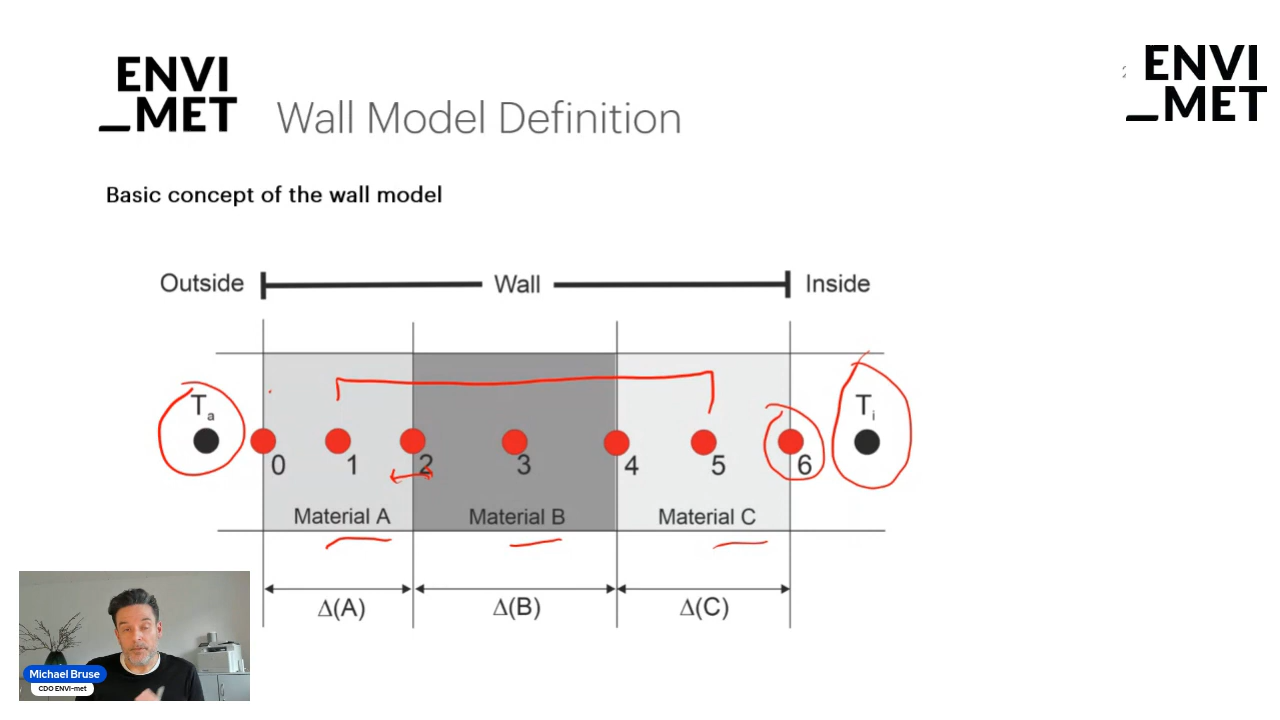 ENVI
_MET
ENVI
_MET
Wall Model Definition
Basic concept of the wall model
Outside
Wall
Inside
Ta
Ti
0
1
2
3
4
5
6
Material A
Material B
Material C
Δ(A)
Δ(B)
Δ(C)
Michael Bruse
CDO ENVI-met